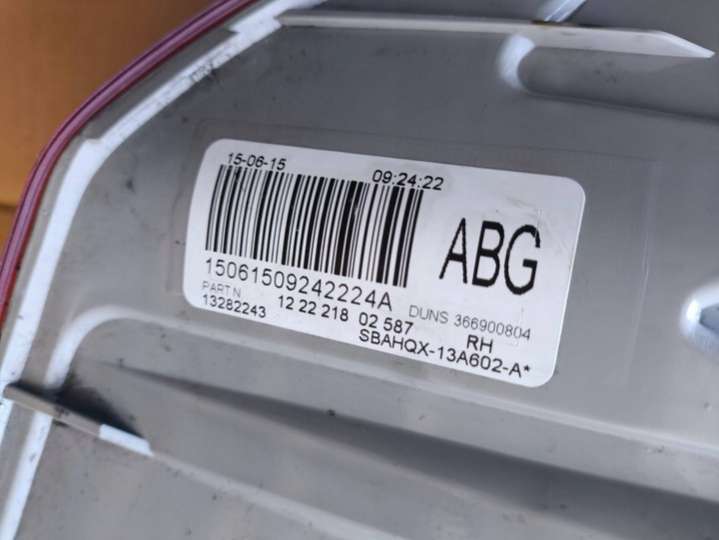 15-06-15 09:24:22
ABG
15061509242224A
PART N DUNS 366900804
13282243 12 22 218 02 587 RH
SBAHQX-13A602-A*